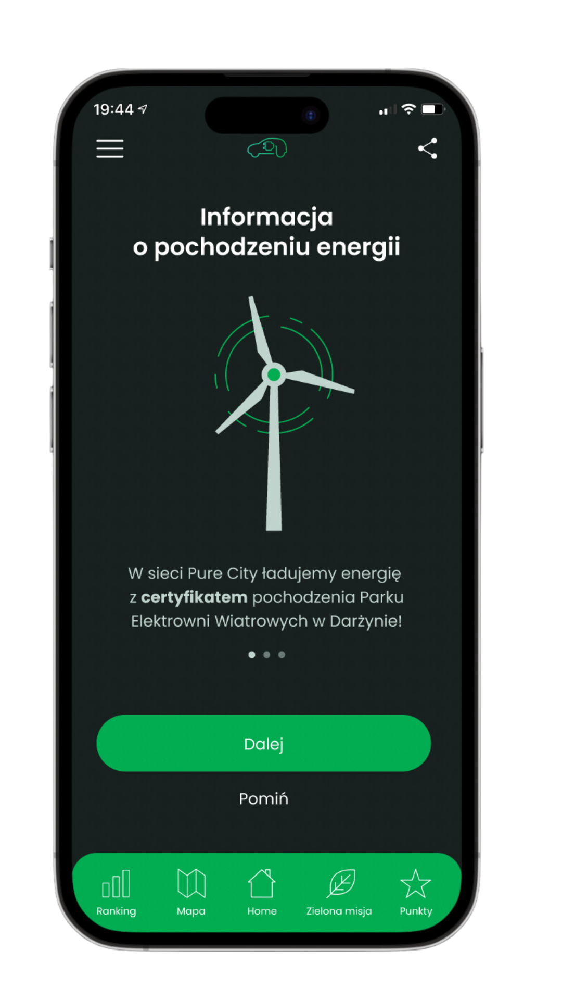 19:44
Informacja
o pochodzeniu energii
W sieci Pure City ładujemy energię
z certyfikatem pochodzenia Parku
Elektrowni Wiatrowych w Darżynie!
Dalej
Pomiń
Ranking
Mapa
Home
Zielona misja
Punkty